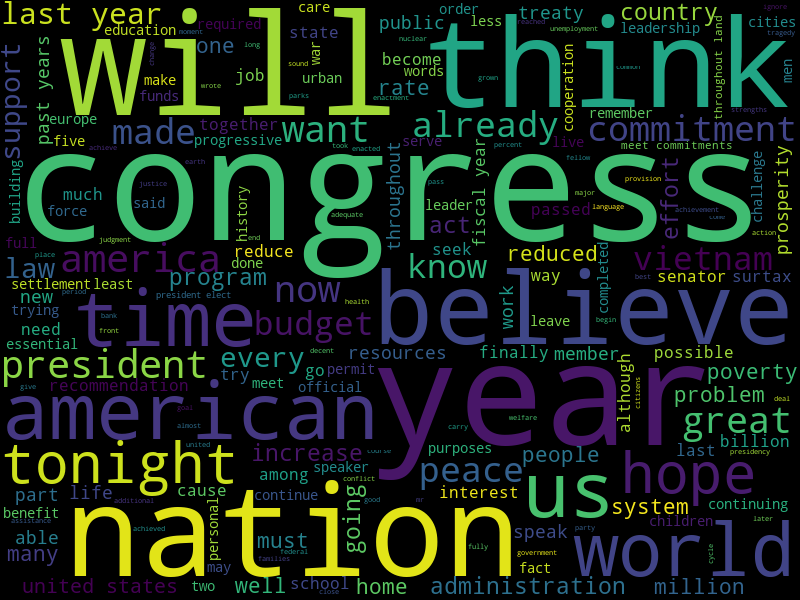 last year
will
think
care
order
less
treaty
country
cities
education
required
state
public
leadership
men
one
war
become
words
support
past years
make
funds
job
urban
rate
cooperation
remember
throughout land
europe
together
five
made
progressive
want
already
commitment
serve
live
meet commitments
congress
building
much
force
said
history
throughout
leader
act
fiscal year
passed
effort
challenge
prosperity
full
america
reduce
done
seek
know
reduced
vietnam
law
settlement
least
program
way
senator
surtax
completed
new
trying
need
essential
time
now
budget
president elect
believe
work
leave
president
every
resources
finally
member
possible
try
go
permit
meet
official
recommendation
although
poverty
problem
american
year
great
billion
increase
tonight
among
speaker
purposes
people
last
peace
hope
part
life
cause
continue
conflict
going
interest
us
system
continuing
benefit
able
many
personal
nation
must
speak
children
world
may
school
fact
united states
two
well
home
administration
million
unemployment
nuclear
tragedy
ignore
strengths
achieve
justice
earth
percent
enacted
enactment
parks
wrote
sound
long
moment
change
grown
reached
common
took
adequate
pass
fellow
major
language
provision
achievement
action
come
judgment
end
place
period
bank
front
health
decent
best
begin
give
goal
almost
united
course
carry
welfare
citizens
deal
presidency
additional
assistance
achieved
federal
families
close
good
mr
party
fully
government
cycle
later